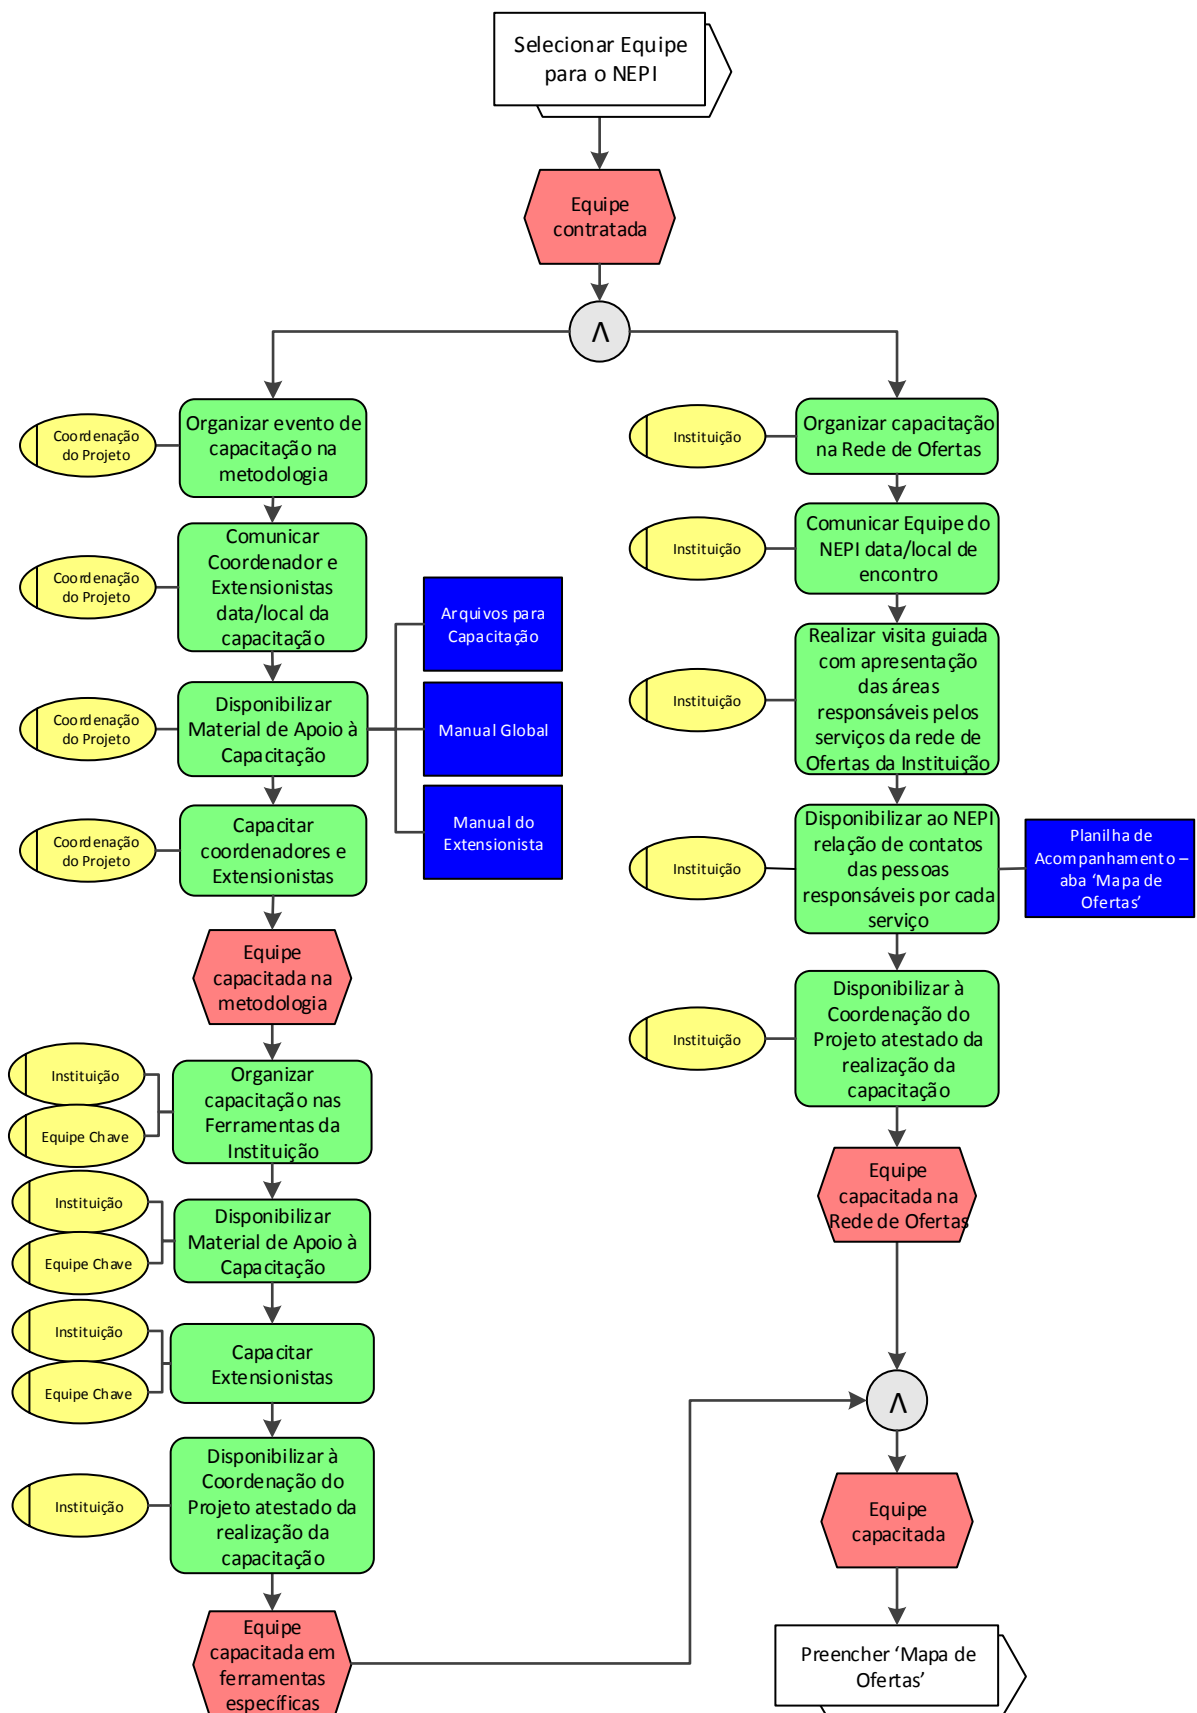 Selecionar Equipe
para o NEPI
Equipe
contratada
Λ
Coordenação
do Projeto
Organizar evento de
capacitação na
metodologia
Coordenação
do Projeto
Comunicar
Coordenador e
Extensionistas
data/local da
capacitação
Coordenação
do Projeto
Disponibilizar
Material de Apoio à
Capacitação
Arquivos para
Capacitação
Manual Global
Manual do
Extensionista
Coordenação
do Projeto
Capacitar
coordenadores e
Extensionistas
Equipe
capacitada na
metodologia
Instituição
Equipe Chave
Organizar
capacitação nas
Ferramentas da
Instituição
Instituição
Equipe Chave
Disponibilizar
Material de Apoio à
Capacitação
Instituição
Equipe Chave
Capacitar
Extensionistas
Instituição
Disponibilizar à
Coordenação do
Projeto atestado da
realização da
capacitação
Equipe
capacitada em
ferramentas
específicas
Instituição
Organizar capacitação
na Rede de Ofertas
Instituição
Comunicar Equipe do
NEPI data/local de
encontro
Instituição
Realizar visita guiada
com apresentação
das áreas
responsáveis pelos
serviços da rede de
Ofertas da Instituição
Instituição
Disponibilizar ao NEPI
relação de contatos
das pessoas
responsáveis por cada
serviço
Planilha de
Acompanhamento –
aba ‘Mapa de
Ofertas’
Instituição
Disponibilizar à
Coordenação do
Projeto atestado da
realização da
capacitação
Equipe
capacitada na
Rede de Ofertas
Λ
Equipe
capacitada
Preencher ‘Mapa de
Ofertas’